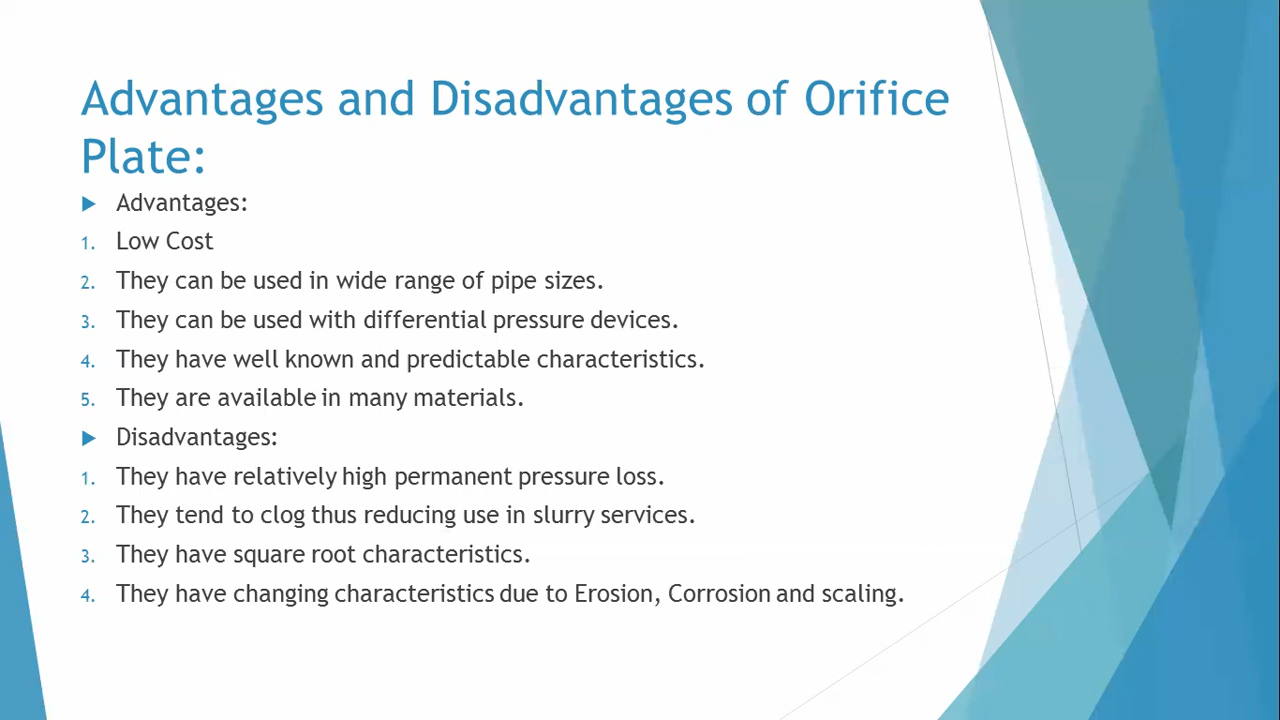 Advantages and Disadvantages of Orifice
Plate:
Advantages:
1. Low Cost
2. They can be used in wide range of pipe sizes.
3. They can be used with differential pressure devices.
4. They have well known and predictable characteristics.
5. They are available in many materials.
Disadvantages:
1. They have relatively high permanent pressure loss.
2. They tend to clog thus reducing use in slurry services.
3. They have square root characteristics.
4. They have changing characteristics due to Erosion, Corrosion and scaling.